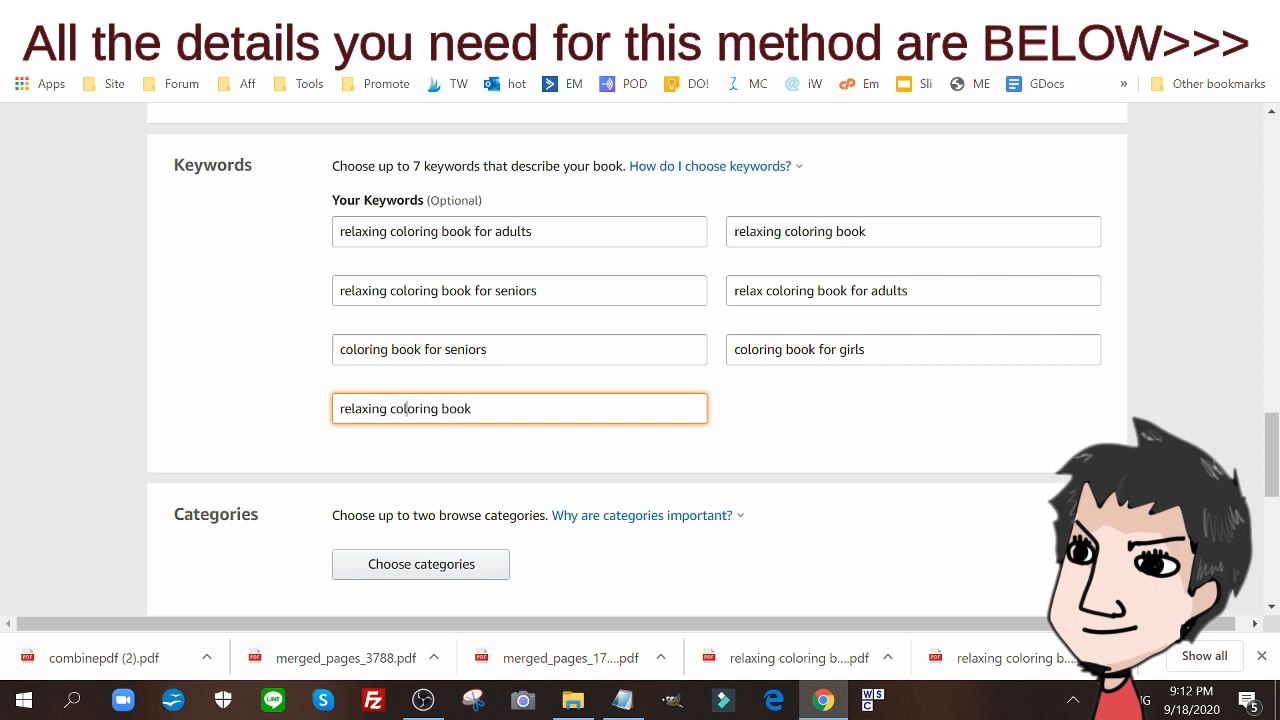 All the details you need for this method are BELOW>>>
Apps Site Forum Aff Tools Promote TW hot EM POD DO! MC iW Em Sli ME GDocs » Other bookmarks
Keywords
Choose up to 7 keywords that describe your book. How do I choose keywords?
Your Keywords (Optional)
relaxing coloring book for adults
relaxing coloring book
relaxing coloring book for seniors
relax coloring book for adults
coloring book for seniors
coloring book for girls
relaxing coloring book
Categories
Choose up to two browse categories. Why are categories important?
Choose categories
combinepdf (2).pdf
merged_pages_3788.pdf
merged_pages_17....pdf
relaxing coloring b....pdf
relaxing coloring b....
Show all
9:12 PM
9/18/2020
5